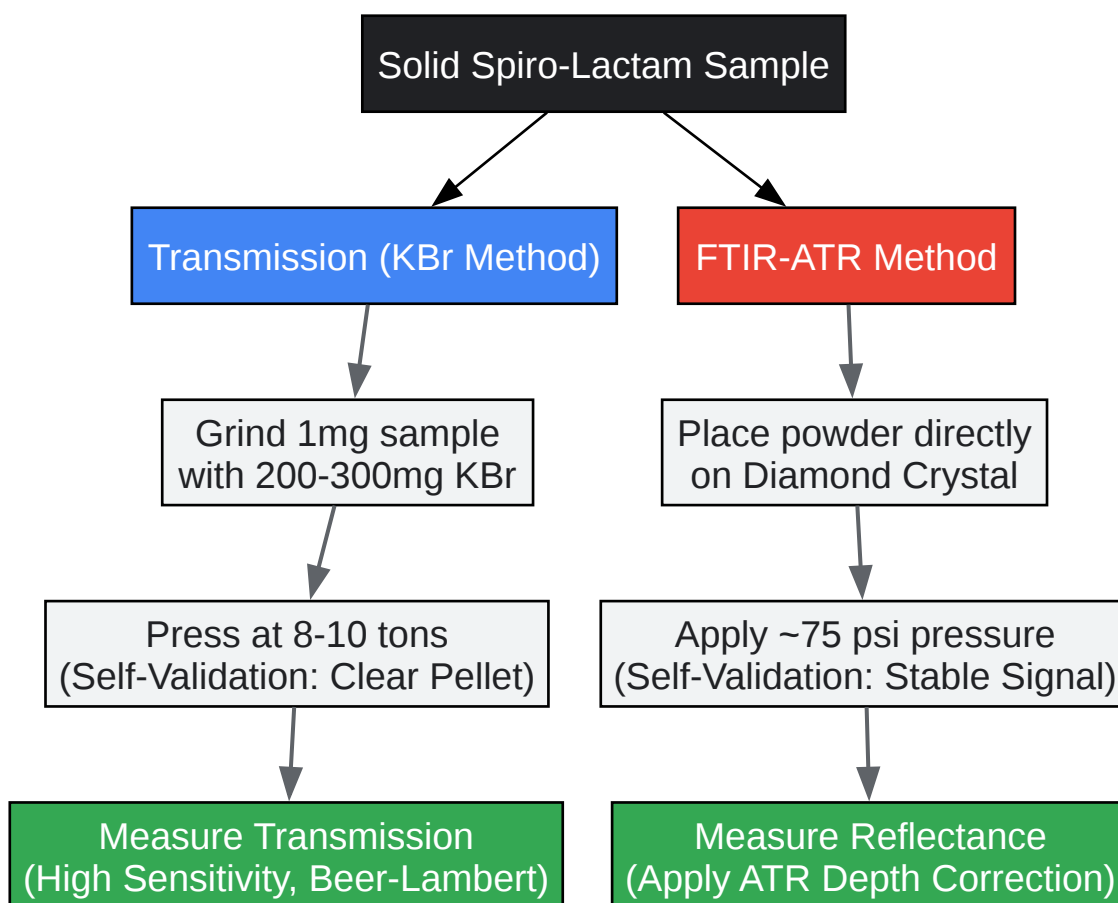 Solid Spiro-Lactam Sample
Transmission (KBr Method)
FTIR-ATR Method
Grind 1mg sample
with 200-300mg KBr
Place powder directly
on Diamond Crystal
Press at 8-10 tons
(Self-Validation: Clear Pellet)
Apply ~75 psi pressure
(Self-Validation: Stable Signal)
Measure Transmission
(High Sensitivity, Beer-Lambert)
Measure Reflectance
(Apply ATR Depth Correction)